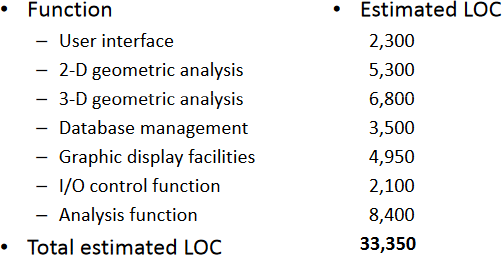 • Function • Estimated LOC
– User interface 2,300
– 2-D geometric analysis 5,300
– 3-D geometric analysis 6,800
– Database management 3,500
– Graphic display facilities 4,950
– I/O control function 2,100
– Analysis function 8,400
• Total estimated LOC 33,350